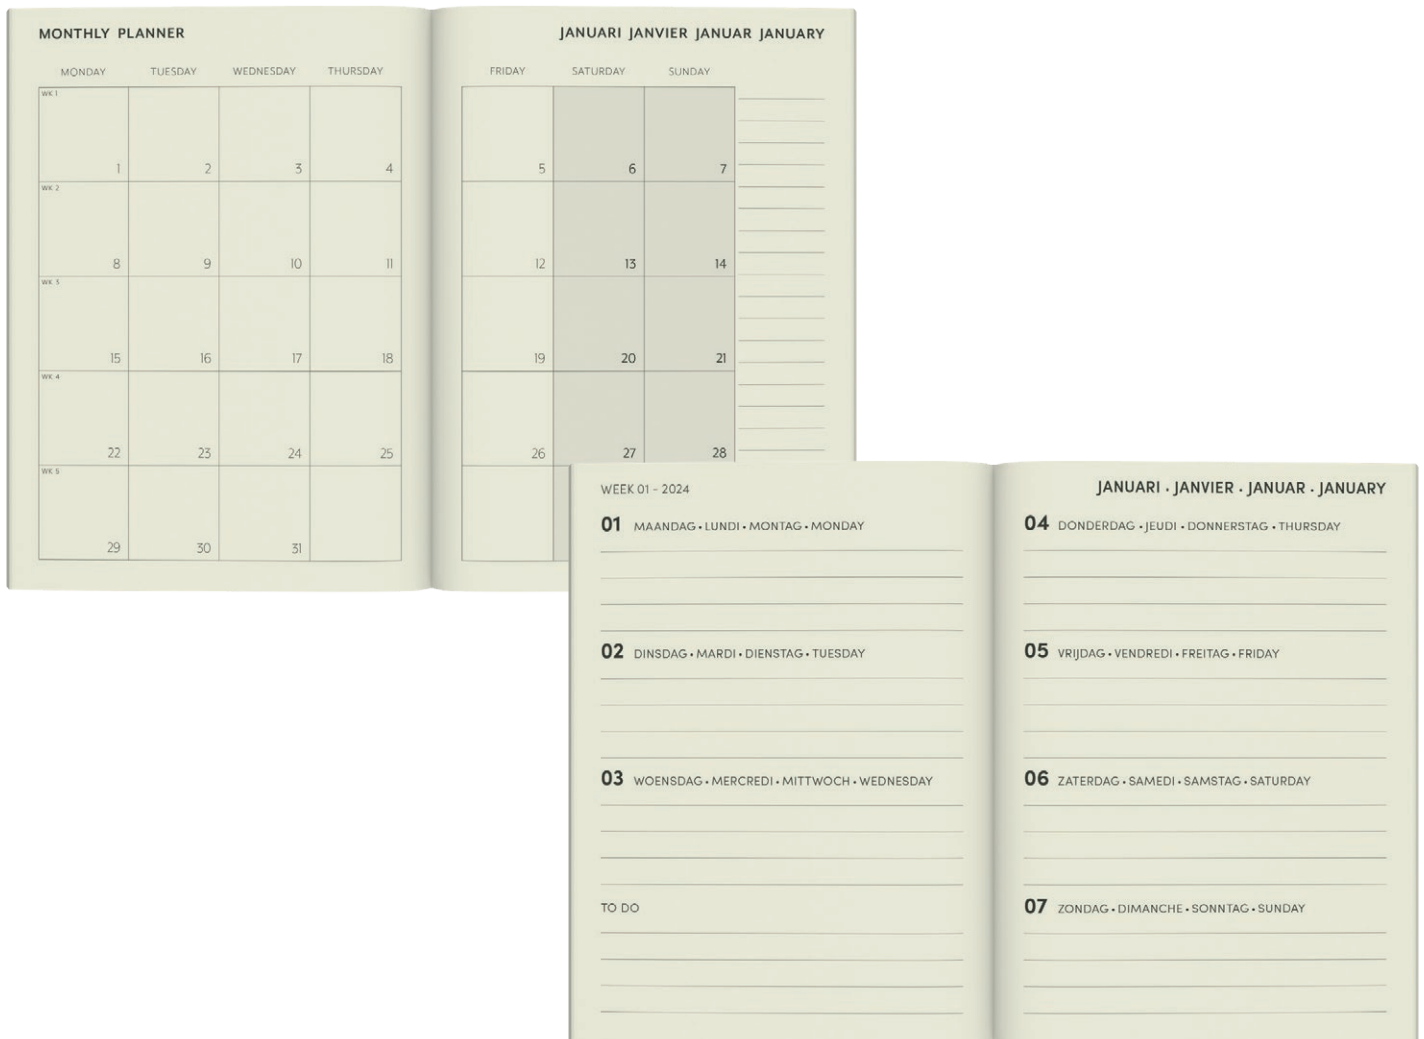 MONTHLY PLANNER
JANUARI JANVIER JANUAR JANUARY
MONDAY TUESDAY WEDNESDAY THURSDAY FRIDAY SATURDAY SUNDAY
WK 1
1 2 3 4 5 6 7
WK 2
8 9 10 11 12 13 14
WK 3
15 16 17 18 19 20 21
WK 4
22 23 24 25 26 27 28
WK 5
29 30 31
WEEK 01 - 2024
01 MAANDAG • LUNDI • MONTAG • MONDAY
02 DINSDAG • MARDI • DIENSTAG • TUESDAY
03 WOENSDAG • MERCREDI • MITTWOCH • WEDNESDAY
TO DO
JANUARI • JANVIER • JANUAR • JANUARY
04 DONDERDAG • JEUDI • DONNERSTAG • THURSDAY
05 VRIJDAG • VENDREDI • FREITAG • FRIDAY
06 ZATERDAG • SAMEDI • SAMSTAG • SATURDAY
07 ZONDAG • DIMANCHE • SONNTAG • SUNDAY